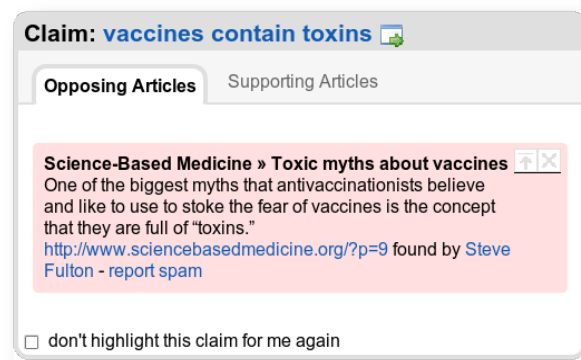 Claim: vaccines contain toxins
Opposing Articles
Supporting Articles
Science-Based Medicine » Toxic myths about vaccines
One of the biggest myths that antivaccinationists believe
and like to use to stoke the fear of vaccines is the concept
that they are full of “toxins.”
http://www.sciencebasedmedicine.org/?p=9 found by Steve
Fulton - report spam
don't highlight this claim for me again